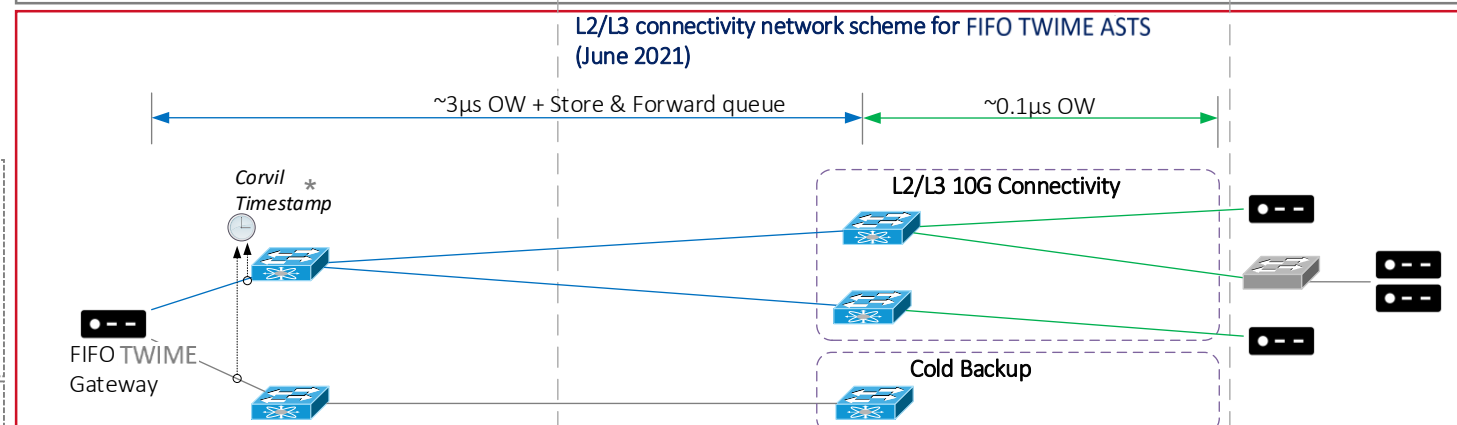 L2/L3 connectivity network scheme for FIFO TWIME ASTS
(June 2021)
~3µs OW + Store & Forward queue
~0.1µs OW
Corvil *
Timestamp
L2/L3 10G Connectivity
FIFO TWIME
Gateway
Cold Backup